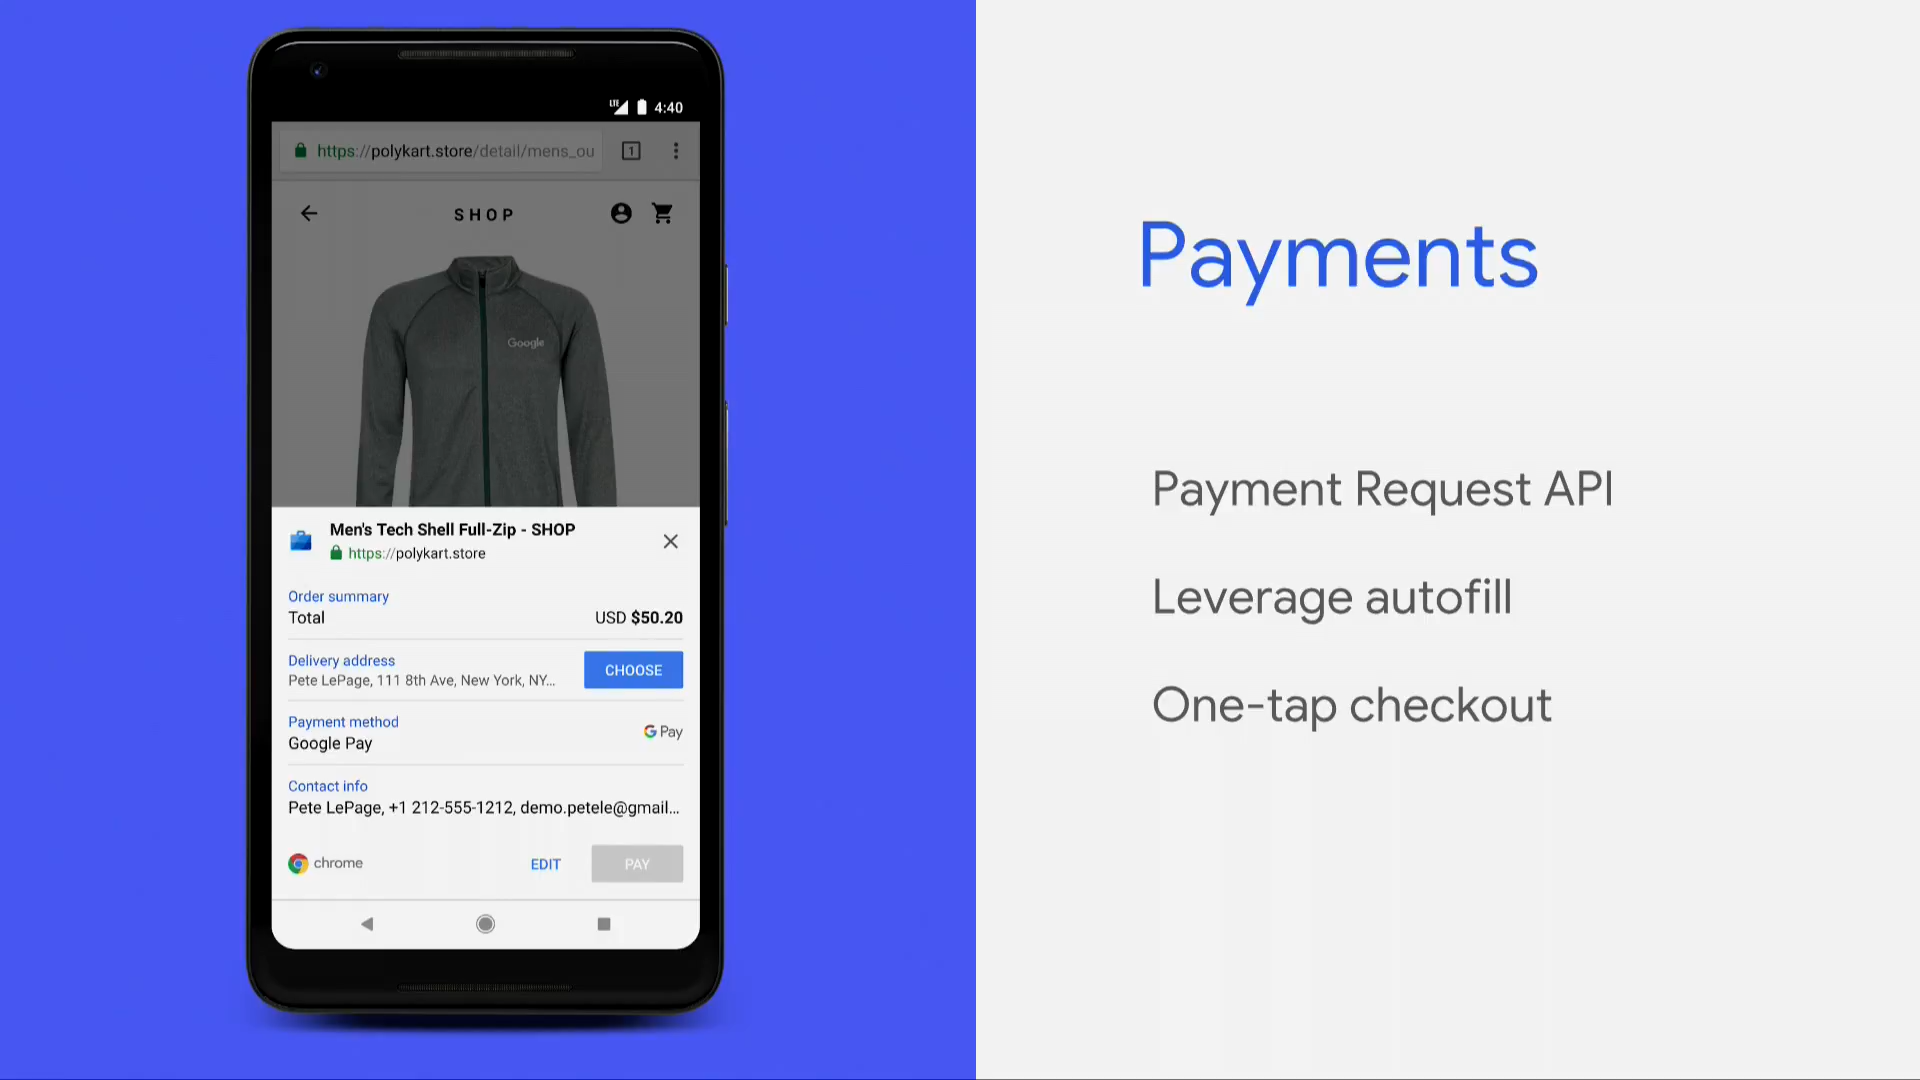 LTE 4:40
https://polykart.store/detail/mens_ou 1
SHOP
Google
Men's Tech Shell Full-Zip - SHOP
https://polykart.store
Order summary
Total USD $50.20
Delivery address
Pete LePage, 111 8th Ave, New York, NY...
CHOOSE
Payment method
Google Pay
G Pay
Contact info
Pete LePage, +1 212-555-1212, demo.petele@gmail...
chrome EDIT PAY
Payments
Payment Request API
Leverage autofill
One-tap checkout